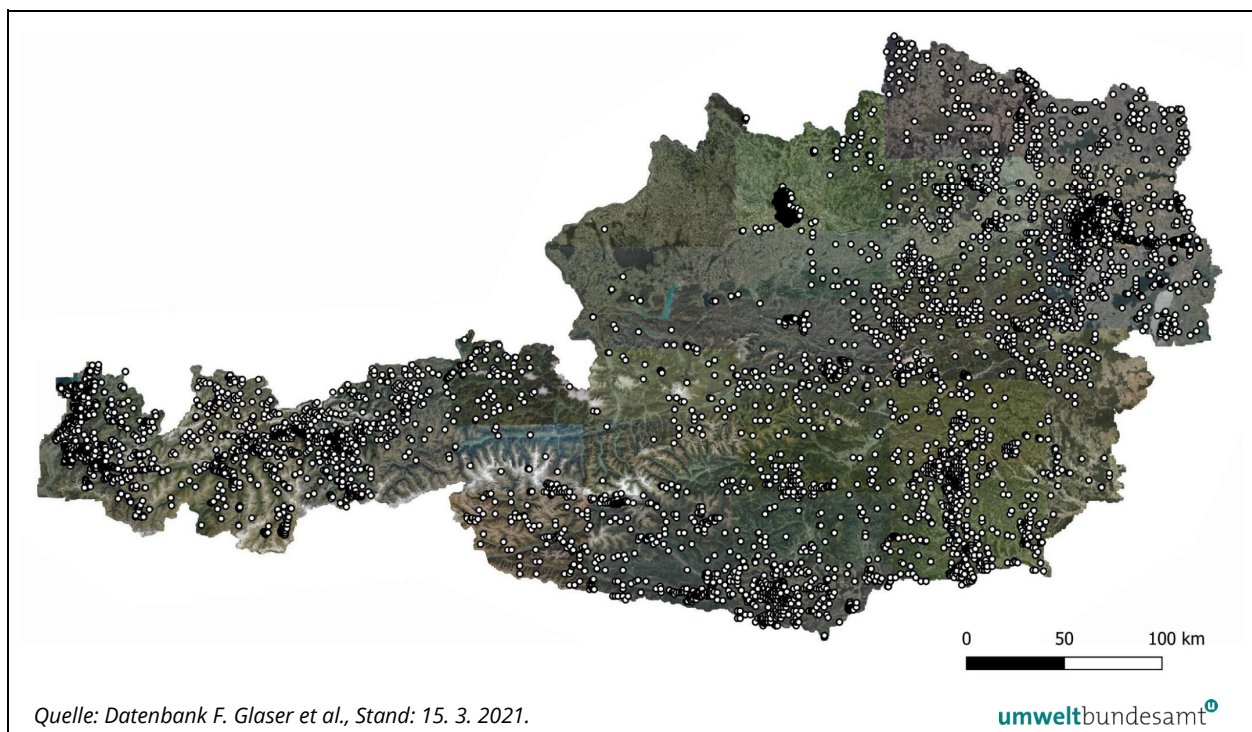 0 50 100 km
Quelle: Datenbank F. Glaser et al., Stand: 15. 3. 2021.
umweltbundesamt u